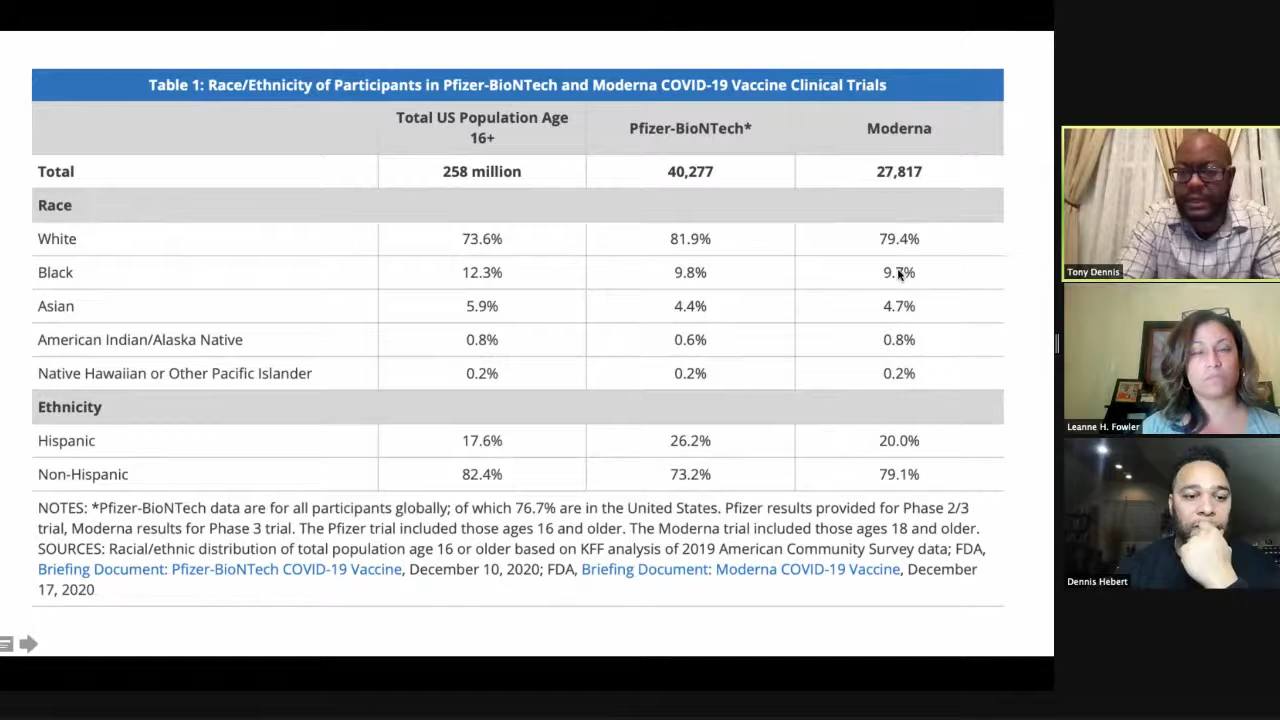 Table 1: Race/Ethnicity of Participants in Pfizer-BioNTech and Moderna COVID-19 Vaccine Clinical Trials
Total US Population Age
16+
Pfizer-BioNTech*
Moderna
Total 258 million 40,277 27,817
Race
White 73.6% 81.9% 79.4%
Black 12.3% 9.8% 9.7%
Asian 5.9% 4.4% 4.7%
American Indian/Alaska Native 0.8% 0.6% 0.8%
Native Hawaiian or Other Pacific Islander 0.2% 0.2% 0.2%
Ethnicity
Hispanic 17.6% 26.2% 20.0%
Non-Hispanic 82.4% 73.2% 79.1%
NOTES: *Pfizer-BioNTech data are for all participants globally; of which 76.7% are in the United States. Pfizer results provided for Phase 2/3
trial, Moderna results for Phase 3 trial. The Pfizer trial included those ages 16 and older. The Moderna trial included those ages 18 and older.
SOURCES: Racial/ethnic distribution of total population age 16 or older based on KFF analysis of 2019 American Community Survey data; FDA,
Briefing Document: Pfizer-BioNTech COVID-19 Vaccine, December 10, 2020; FDA, Briefing Document: Moderna COVID-19 Vaccine, December
17, 2020
Tony Dennis
Leanne H. Fowler
Dennis Hebert